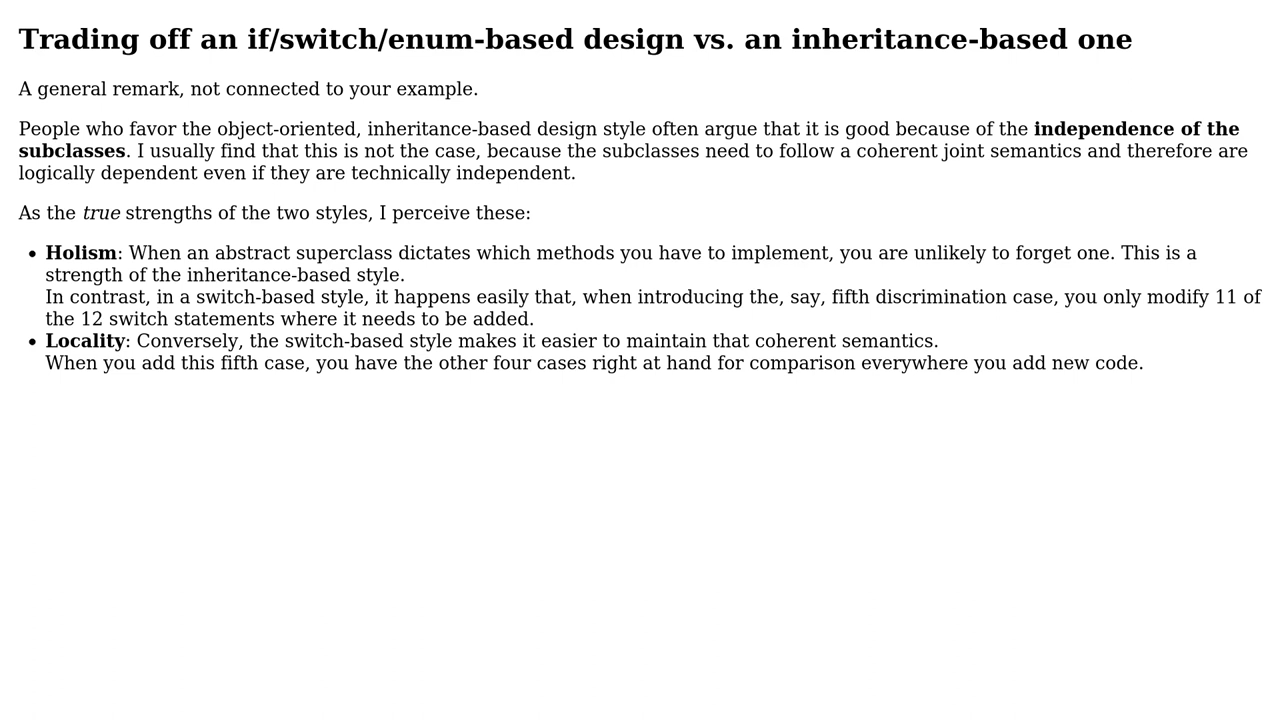 Trading off an if/switch/enum-based design vs. an inheritance-based one
A general remark, not connected to your example.
People who favor the object-oriented, inheritance-based design style often argue that it is good because of the independence of the
subclasses. I usually find that this is not the case, because the subclasses need to follow a coherent joint semantics and therefore are
logically dependent even if they are technically independent.
As the true strengths of the two styles, I perceive these:
• Holism: When an abstract superclass dictates which methods you have to implement, you are unlikely to forget one. This is a
strength of the inheritance-based style.
In contrast, in a switch-based style, it happens easily that, when introducing the, say, fifth discrimination case, you only modify 11 of
the 12 switch statements where it needs to be added.
• Locality: Conversely, the switch-based style makes it easier to maintain that coherent semantics.
When you add this fifth case, you have the other four cases right at hand for comparison everywhere you add new code.